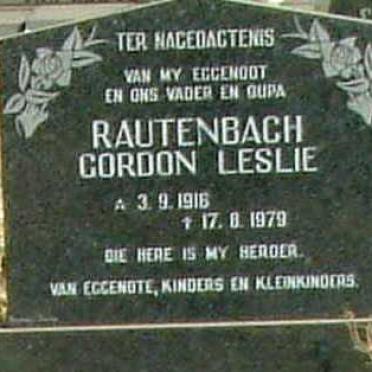 TER NAGEDAGTENIS
VAN MY EGGENOOT
EN ONS VADER EN OUPA
RAUTENBACH
GORDON LESLIE
☆ 3.9.1916
✝ 17.8.1979
DIE HERE IS MY HERDER.
VAN EGGENOTE, KINDERS EN KLEINKINDERS.